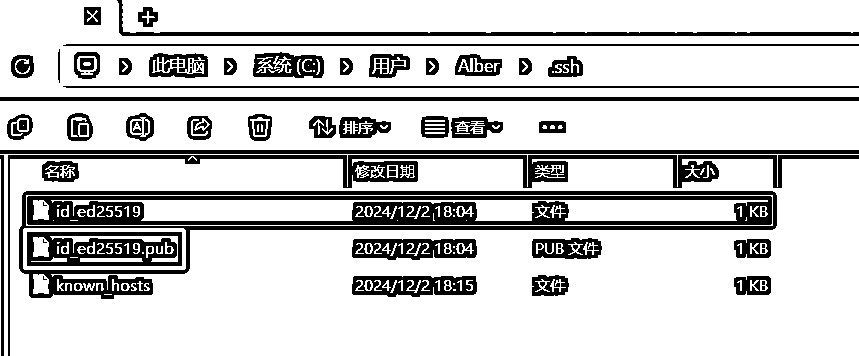 此电脑 系统 (C:) 用户 Alber .ssh
排序 查看
名称 修改日期 类型 大小
id_ed25519 2024/12/2 18:04 文件 1 KB
id_ed25519.pub 2024/12/2 18:04 PUB 文件 1 KB
known_hosts 2024/12/2 18:15 文件 1 KB